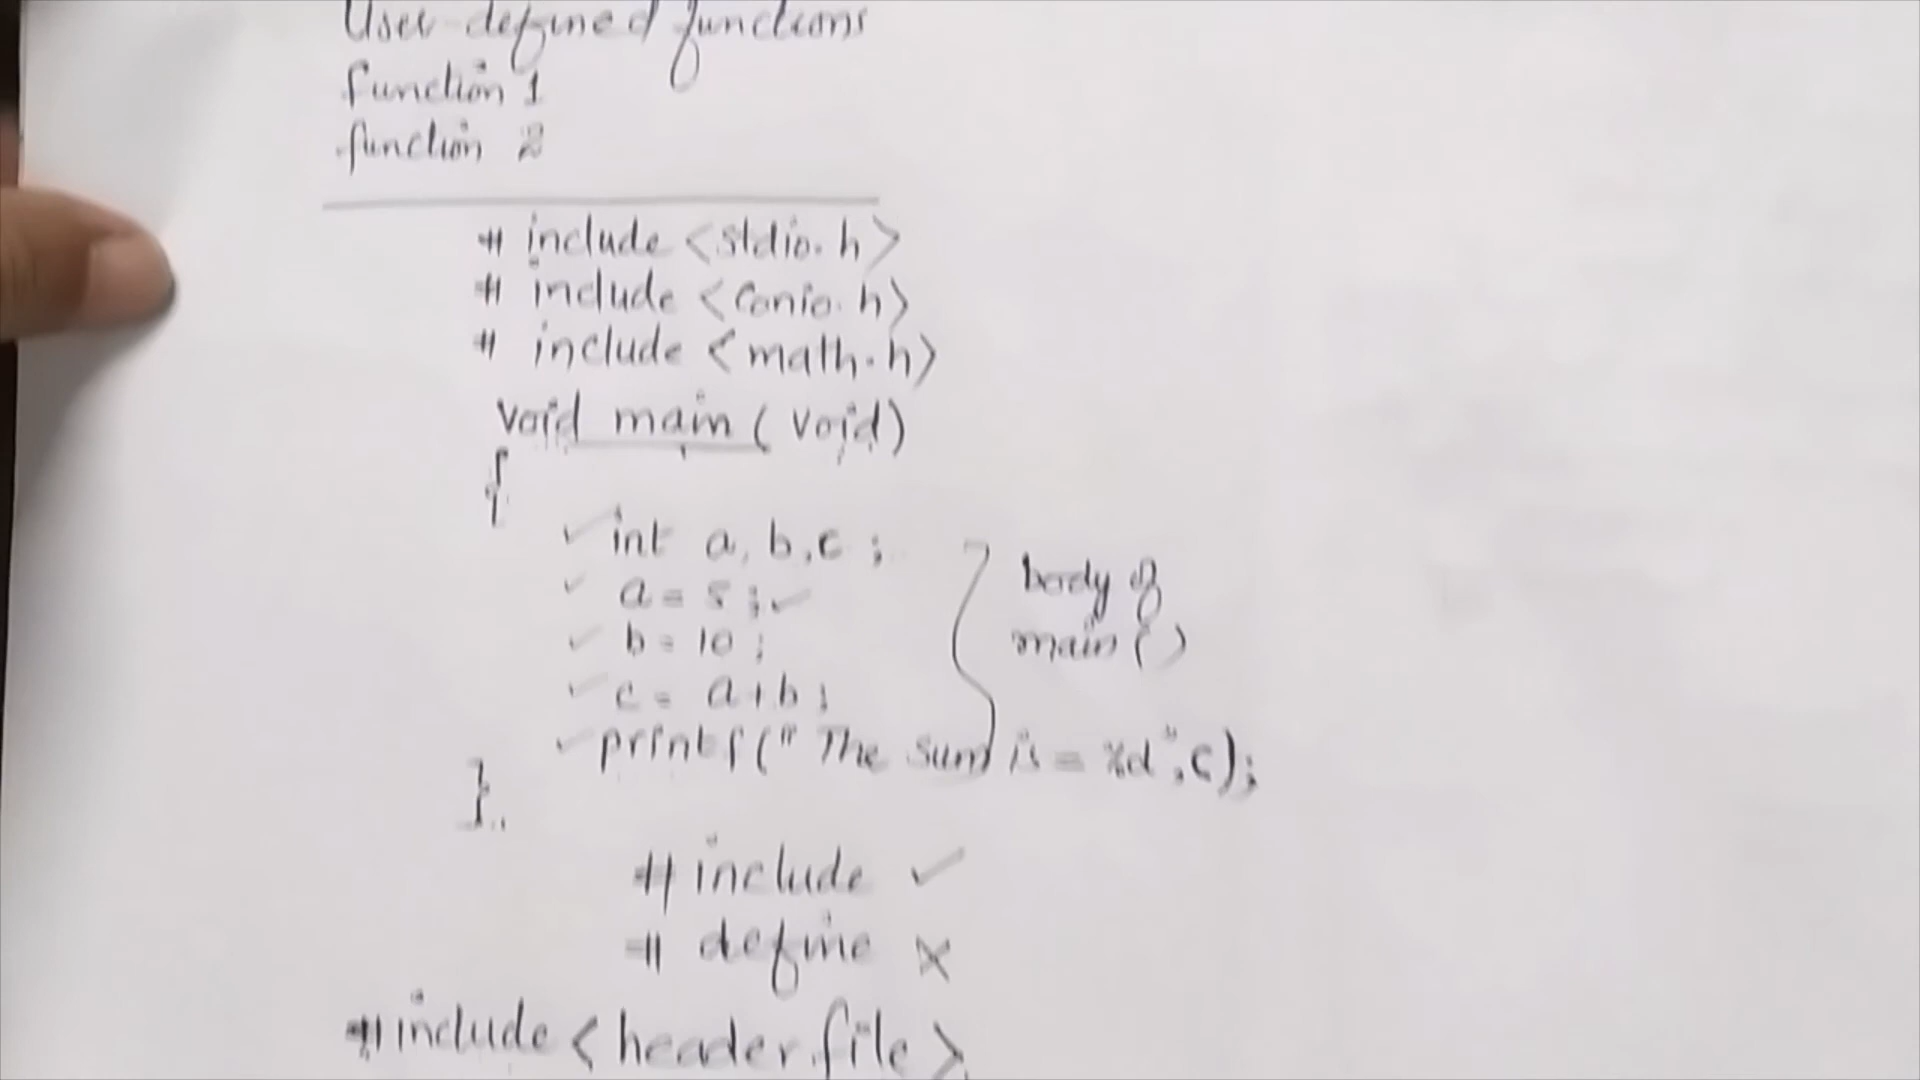 User defined functions
function 1
function 2
# include <stdio.h>
# include <conio.h>
# include <math.h>
void main (void)
{
int a, b, c ;
a = 5 ;
b = 10 ;
c = a+b ;
body of
main ()
printf(" The sum is = %d",c);
}
#include
# define
#include <header.file>